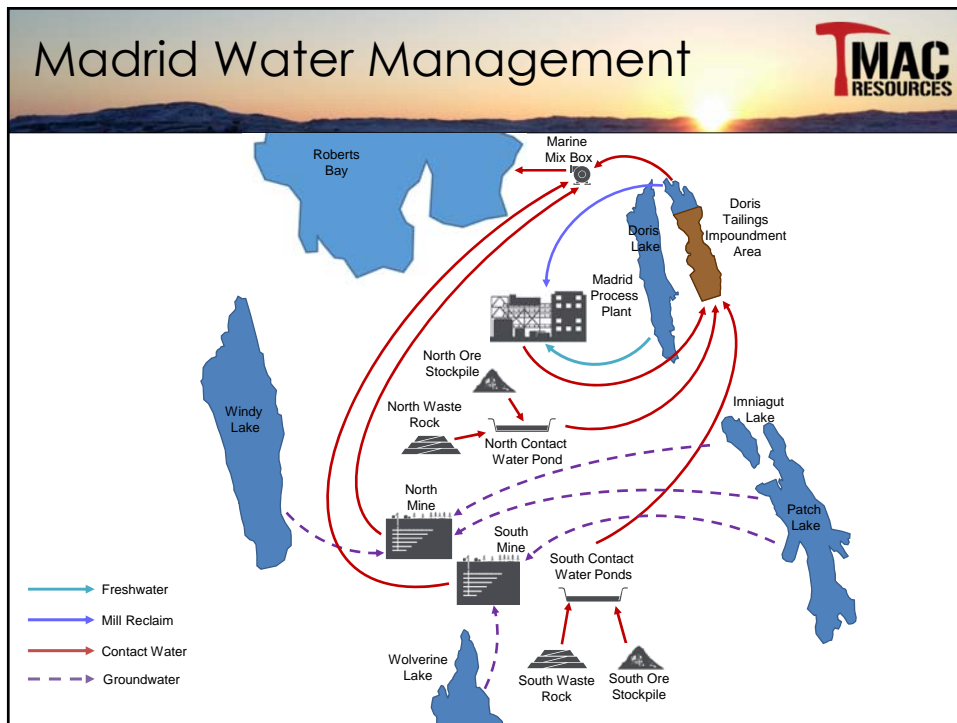 Madrid Water Management
TMAC
RESOURCES
Roberts
Bay
Marine
Mix Box
Doris
Tailings
Impoundment
Area
Doris
Lake
Madrid
Process
Plant
North Ore
Stockpile
North Waste
Rock
North Contact
Water Pond
Windy
Lake
Imniagut
Lake
North
Mine
Patch
Lake
South
Mine
South Contact
Water Ponds
Freshwater
Mill Reclaim
Contact Water
Groundwater
Wolverine
Lake
South Waste
Rock
South Ore
Stockpile